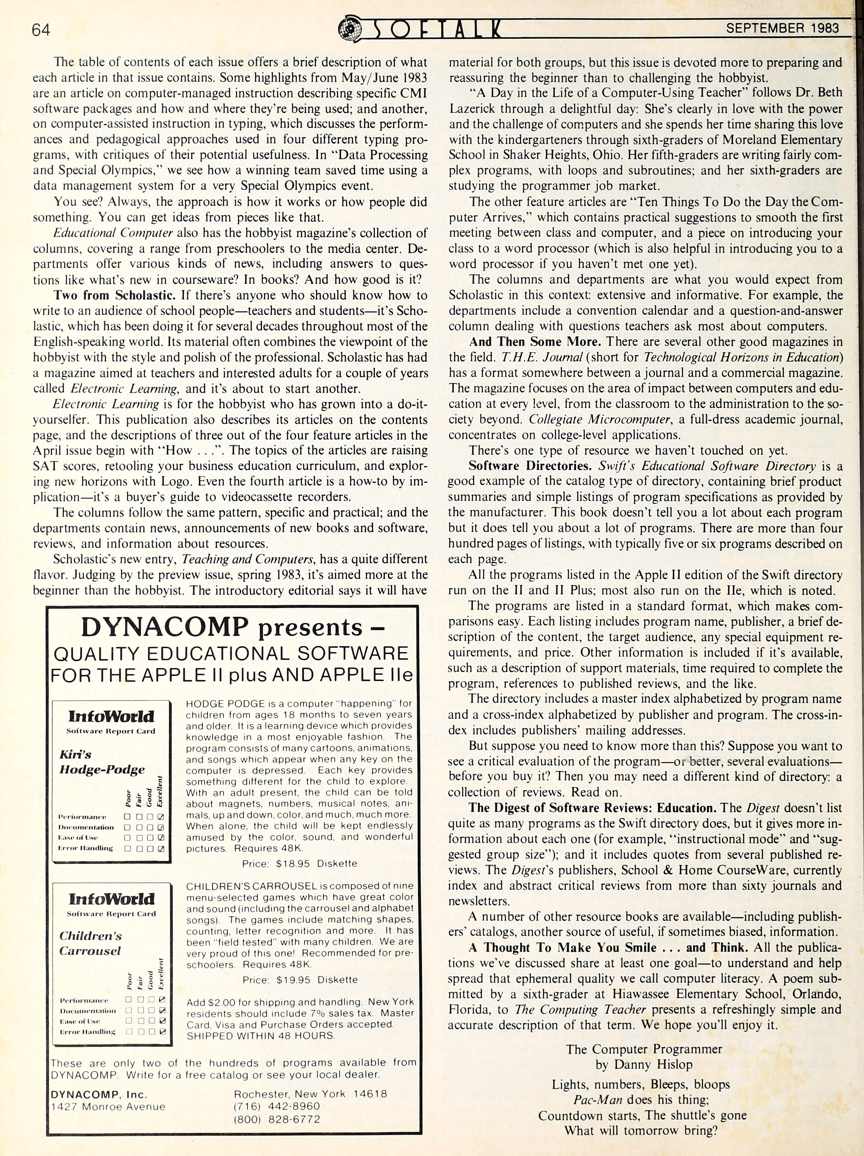 64
SOFTALK
SEPTEMBER 1983
The table of contents of each issue offers a brief description of what
each article in that issue contains. Some highlights from May/June 1983
are an article on computer-managed instruction describing specific CMI
software packages and how and where they're being used; and another,
on computer-assisted instruction in typing, which discusses the perform-
ances and pedagogical approaches used in four different typing pro-
grams, with critiques of their potential usefulness. In "Data Processing
and Special Olympics," we see how a winning team saved time using a
data management system for a very Special Olympics event.
You see? Always, the approach is how it works or how people did
something. You can get ideas from pieces like that.
Educational Computer also has the hobbyist magazine's collection of
columns, covering a range from preschoolers to the media center. De-
partments offer various kinds of news, including answers to ques-
tions like what's new in courseware? In books? And how good is it?
Two from Scholastic. If there's anyone who should know how to
write to an audience of school people—teachers and students—it's Scho-
lastic, which has been doing it for several decades throughout most of the
English-speaking world. Its material often combines the viewpoint of the
hobbyist with the style and polish of the professional. Scholastic has had
a magazine aimed at teachers and interested adults for a couple of years
called Electronic Learning, and it's about to start another.
Electronic Learning is for the hobbyist who has grown into a do-it-
yourselfer. This publication also describes its articles on the contents
page, and the descriptions of three out of the four feature articles in the
April issue begin with "How . . .". The topics of the articles are raising
SAT scores, retooling your business education curriculum, and explor-
ing new horizons with Logo. Even the fourth article is a how-to by im-
plication—it's a buyer's guide to videocassette recorders.
The columns follow the same pattern, specific and practical; and the
departments contain news, announcements of new books and software,
reviews, and information about resources.
Scholastic's new entry, Teaching and Computers, has a quite different
flavor. Judging by the preview issue, spring 1983, it's aimed more at the
beginner than the hobbyist. The introductory editorial says it will have
DYNACOMP presents –
QUALITY EDUCATIONAL SOFTWARE
FOR THE APPLE II plus AND APPLE IIe
InfoWorld
Software Report Card
Kiri's
Hodge-Podge
Poor
Fair
Good
Excellent
Performance
Documentation
Ease of Use
Error Handling
HODGE PODGE is a computer "happening" for
children from ages 18 months to seven years
and older. It is a learning device which provides
knowledge in a most enjoyable fashion. The
program consists of many cartoons, animations,
and songs which appear when any key on the
computer is depressed. Each key provides
something different for the child to explore.
With an adult present, the child can be told
about magnets, numbers, musical notes, ani-
mals, up and down, color, and much, much more.
When alone, the child will be kept endlessly
amused by the color, sound, and wonderful
pictures. Requires 48K.
Price: $18.95 Diskette
InfoWorld
Software Report Card
Children's
Carrousel
Poor
Fair
Good
Excellent
Performance
Documentation
Ease of Use
Error Handling
CHILDREN'S CARROUSEL is composed of nine
menu-selected games which have great color
and sound (including the carrousel and alphabet
songs). The games include matching shapes,
counting, letter recognition and more. It has
been "field tested" with many children. We are
very proud of this one! Recommended for pre-
schoolers. Requires 48K.
Price: $19.95 Diskette
Add $2.00 for shipping and handling. New York
residents should include 7% sales tax. Master
Card, Visa and Purchase Orders accepted.
SHIPPED WITHIN 48 HOURS.
These are only two of the hundreds of programs available from
DYNACOMP. Write for a free catalog or see your local dealer.
DYNACOMP, Inc.
1427 Monroe Avenue
Rochester, New York 14618
(716) 442-8960
(800) 828-6772
material for both groups, but this issue is devoted more to preparing and
reassuring the beginner than to challenging the hobbyist.
"A Day in the Life of a Computer-Using Teacher" follows Dr. Beth
Lazerick through a delightful day: She's clearly in love with the power
and the challenge of computers and she spends her time sharing this love
with the kindergarteners through sixth-graders of Moreland Elementary
School in Shaker Heights, Ohio. Her fifth-graders are writing fairly com-
plex programs, with loops and subroutines; and her sixth-graders are
studying the programmer job market.
The other feature articles are "Ten Things To Do the Day the Com-
puter Arrives," which contains practical suggestions to smooth the first
meeting between class and computer, and a piece on introducing your
class to a word processor (which is also helpful in introducing you to a
word processor if you haven't met one yet).
The columns and departments are what you would expect from
Scholastic in this context: extensive and informative. For example, the
departments include a convention calendar and a question-and-answer
column dealing with questions teachers ask most about computers.
And Then Some More. There are several other good magazines in
the field. T.H.E. Journal (short for Technological Horizons in Education)
has a format somewhere between a journal and a commercial magazine.
The magazine focuses on the area of impact between computers and edu-
cation at every level, from the classroom to the administration to the so-
ciety beyond. Collegiate Microcomputer, a full-dress academic journal,
concentrates on college-level applications.
There's one type of resource we haven't touched on yet.
Software Directories. Swift's Educational Software Directory is a
good example of the catalog type of directory, containing brief product
summaries and simple listings of program specifications as provided by
the manufacturer. This book doesn't tell you a lot about each program
but it does tell you about a lot of programs. There are more than four
hundred pages of listings, with typically five or six programs described on
each page.
All the programs listed in the Apple II edition of the Swift directory
run on the II and II Plus; most also run on the IIe, which is noted.
The programs are listed in a standard format, which makes com-
parisons easy. Each listing includes program name, publisher, a brief de-
scription of the content, the target audience, any special equipment re-
quirements, and price. Other information is included if it's available,
such as a description of support materials, time required to complete the
program, references to published reviews, and the like.
The directory includes a master index alphabetized by program name
and a cross-index alphabetized by publisher and program. The cross-in-
dex includes publishers' mailing addresses.
But suppose you need to know more than this? Suppose you want to
see a critical evaluation of the program—or better, several evaluations—
before you buy it? Then you may need a different kind of directory: a
collection of reviews. Read on.
The Digest of Software Reviews: Education. The Digest doesn't list
quite as many programs as the Swift directory does, but it gives more in-
formation about each one (for example, "instructional mode" and "sug-
gested group size"); and it includes quotes from several published re-
views. The Digest's publishers, School & Home CourseWare, currently
index and abstract critical reviews from more than sixty journals and
newsletters.
A number of other resource books are available—including publish-
ers' catalogs, another source of useful, if sometimes biased, information.
A Thought To Make You Smile . . . and Think. All the publica-
tions we've discussed share at least one goal—to understand and help
spread that ephemeral quality we call computer literacy. A poem sub-
mitted by a sixth-grader at Hiawassee Elementary School, Orlando,
Florida, to The Computing Teacher presents a refreshingly simple and
accurate description of that term. We hope you'll enjoy it.
The Computer Programmer
by Danny Hislop
Lights, numbers, Bleeps, bloops
Pac-Man does his thing;
Countdown starts, The shuttle's gone
What will tomorrow bring?